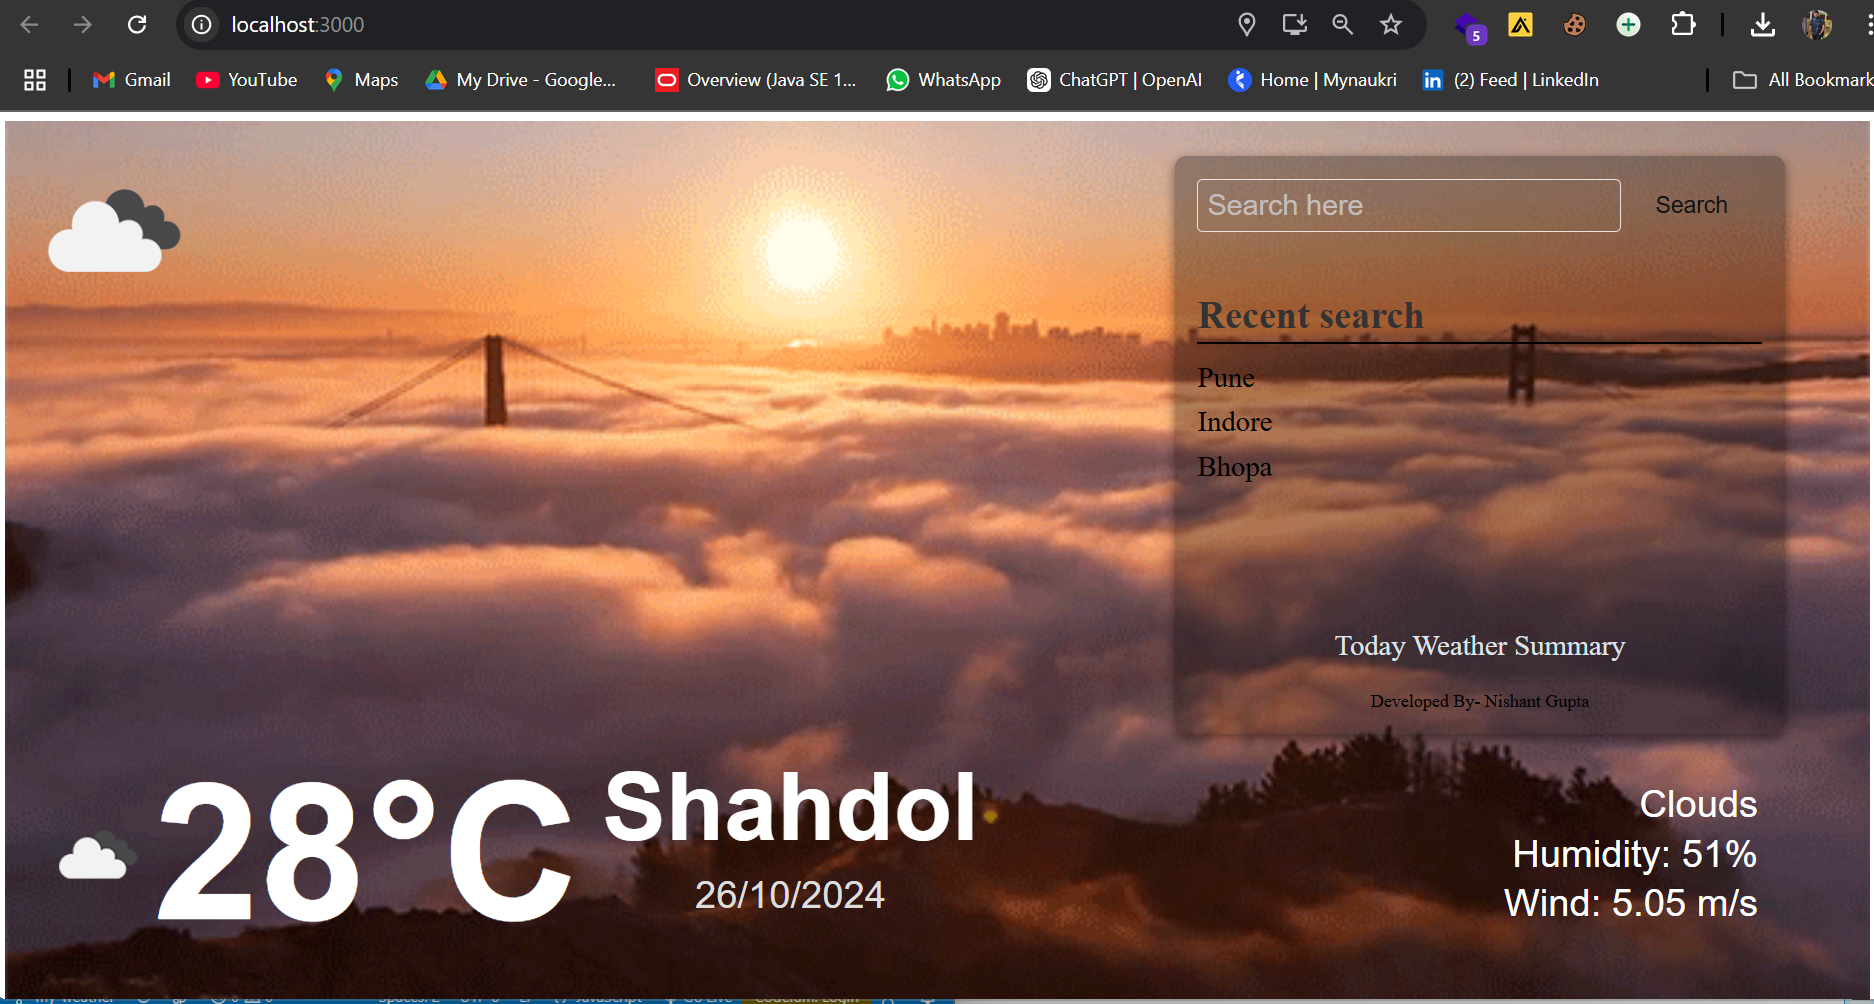 localhost:3000
5
Gmail YouTube Maps My Drive - Google... Overview (Java SE 1... WhatsApp ChatGPT | OpenAI Home | Mynaukri (2) Feed | LinkedIn All Bookmark
Search here Search
Recent search
Pune
Indore
Bhopa
Today Weather Summary
Developed By- Nishant Gupta
28°C Shahdol
26/10/2024
Clouds
Humidity: 51%
Wind: 5.05 m/s